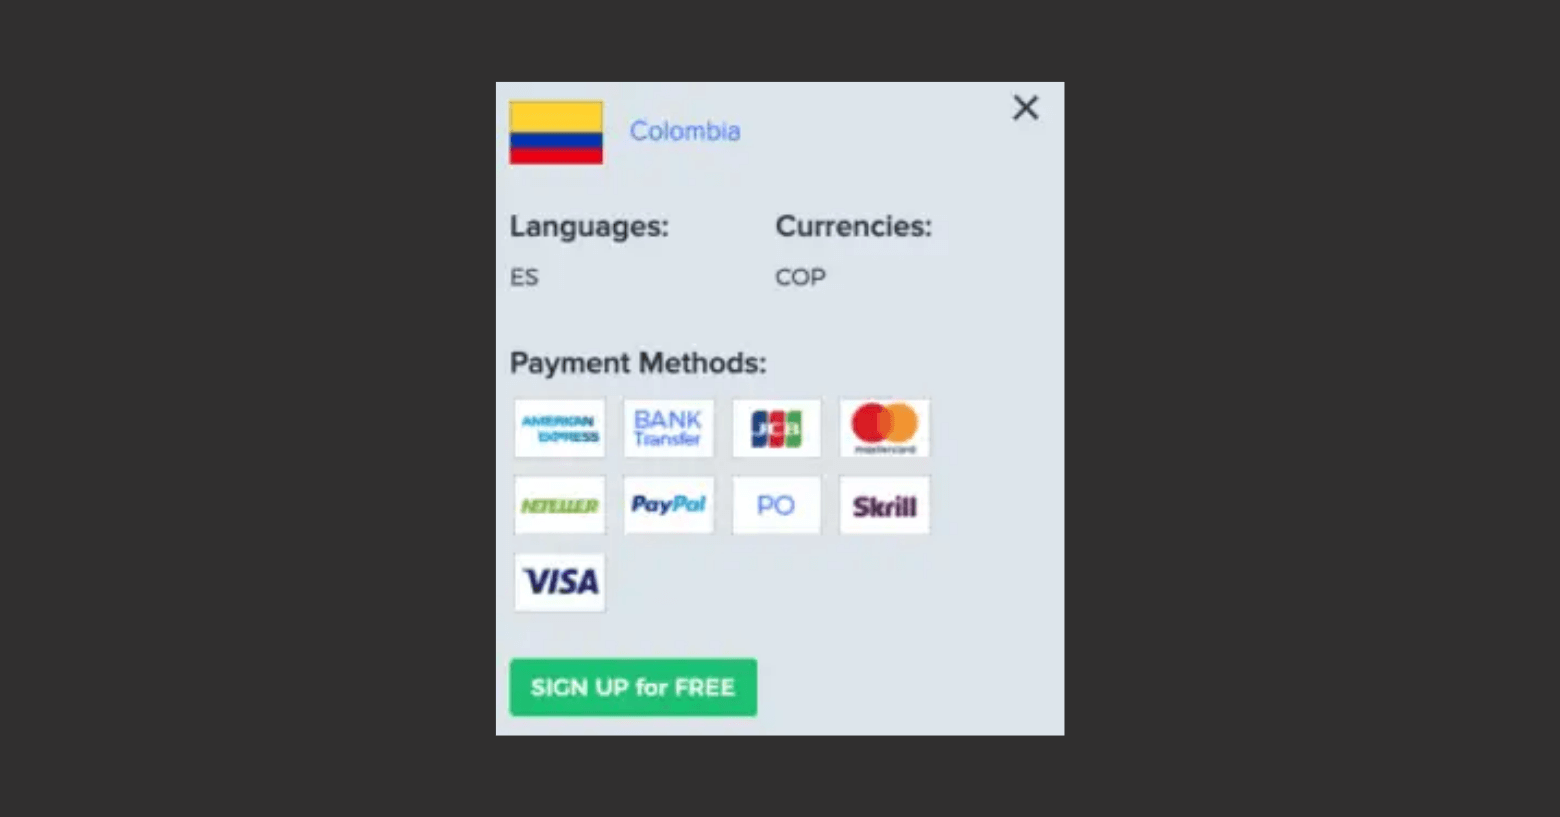 Colombia
Languages:
Currencies:
ES
COP
Payment Methods:
AMERICAN
EXPRESS
BANK
Transfer
JCB
mastercard
NETELLER
PayPal
PO
Skrill
VISA
SIGN UP for FREE